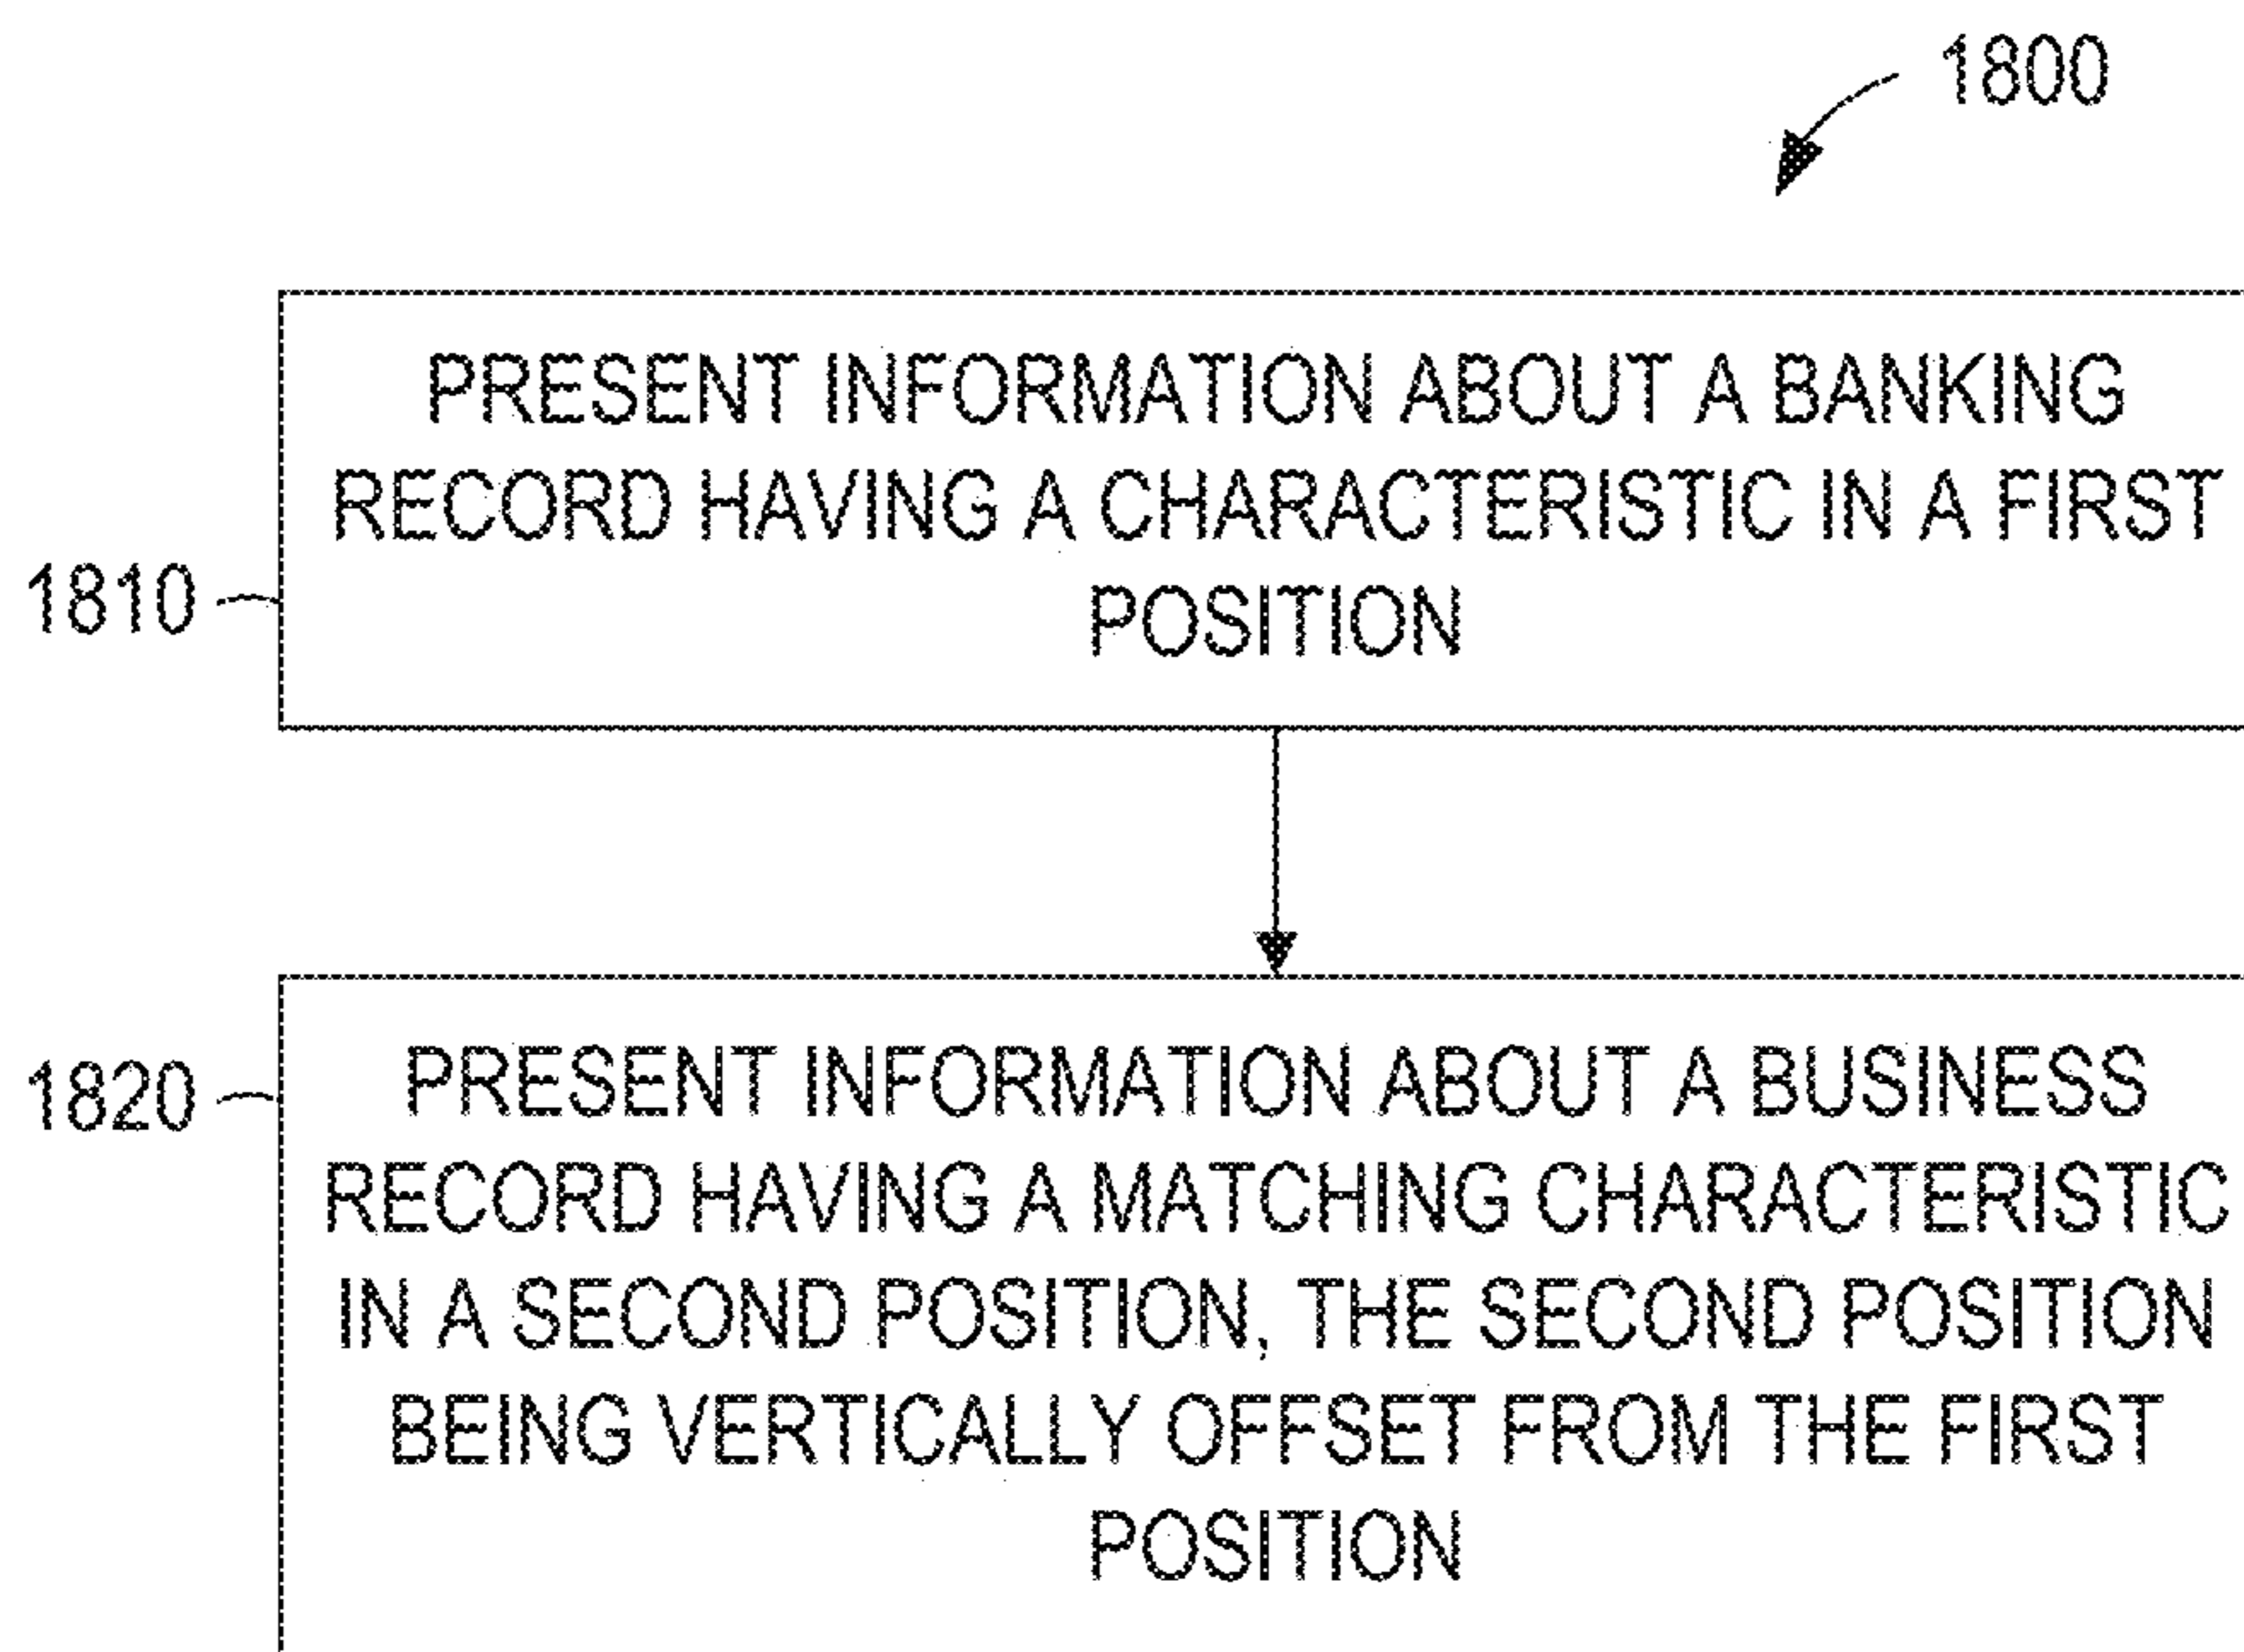 1800
PRESENT INFORMATION ABOUT A BANKING
RECORD HAVING A CHARACTERISTIC IN A FIRST
POSITION
1810
1820
PRESENT INFORMATION ABOUT A BUSINESS
RECORD HAVING A MATCHING CHARACTERISTIC
IN A SECOND POSITION, THE SECOND POSITION
BEING VERTICALLY OFFSET FROM THE FIRST
POSITION